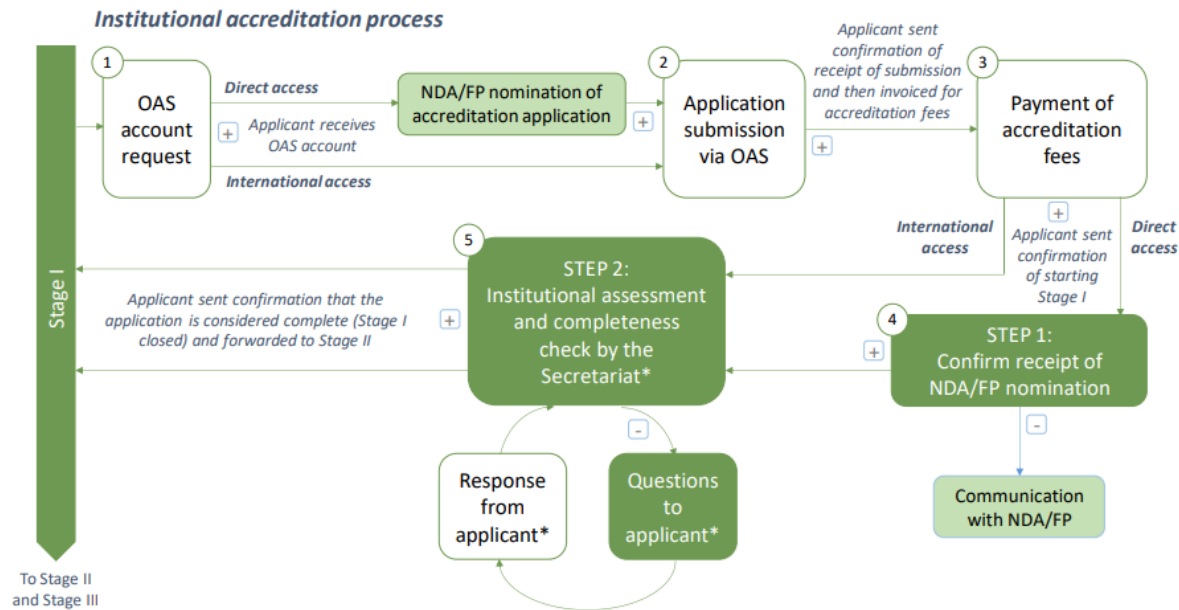 Institutional accreditation process
Stage I
1
OAS
account
request
Direct access
+
Applicant receives
OAS account
International access
NDA/FP nomination of
accreditation application
+
2
Application
submission
via OAS
Applicant sent
confirmation of
receipt of submission
and then invoiced for
accreditation fees
+
3
Payment of
accreditation
fees
International
access
+
Applicant sent
confirmation
of starting
Stage I
Direct
access
4
STEP 1:
Confirm receipt of
NDA/FP nomination
+
-
Communication
with NDA/FP
5
STEP 2:
Institutional assessment
and completeness
check by the
Secretariat*
+
Applicant sent confirmation that the
application is considered complete (Stage I
closed) and forwarded to Stage II
-
Questions
to
applicant*
Response
from
applicant*
To Stage II
and Stage III